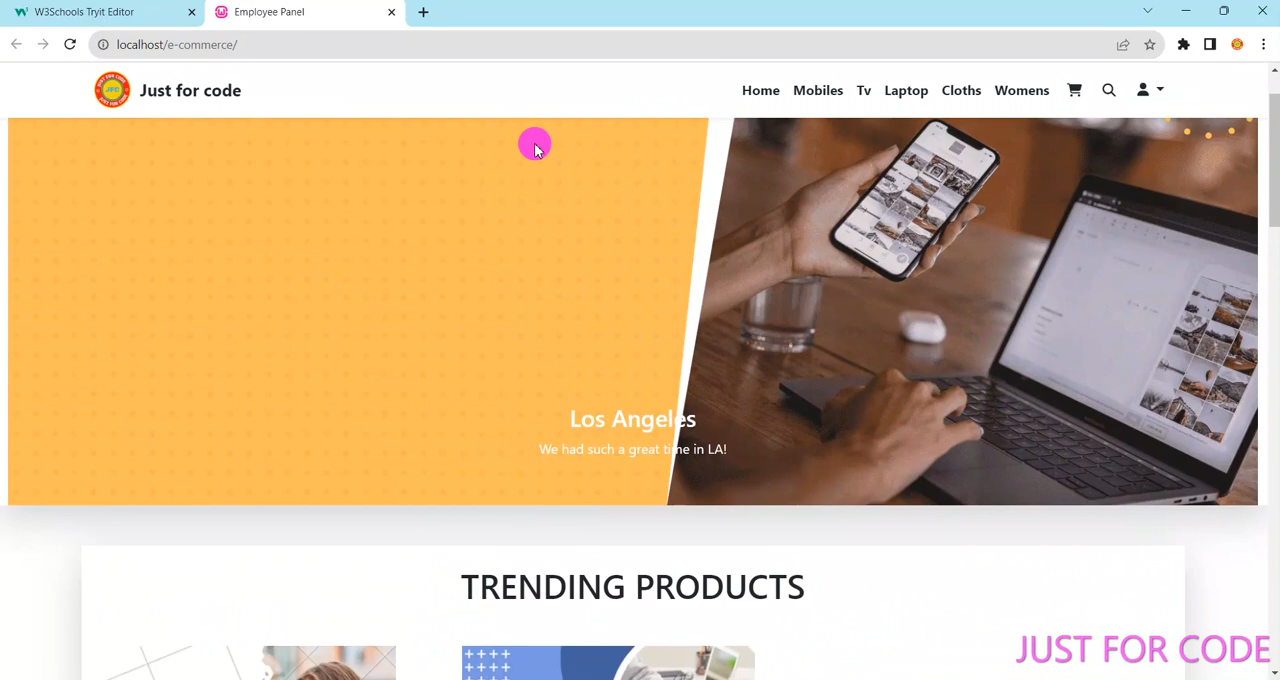 W3Schools Tryit Editor
Employee Panel
localhost/e-commerce/
JFC
Just for code
Home Mobiles Tv Laptop Cloths Womens
Los Angeles
We had such a great time in LA!
TRENDING PRODUCTS
JUST FOR CODE